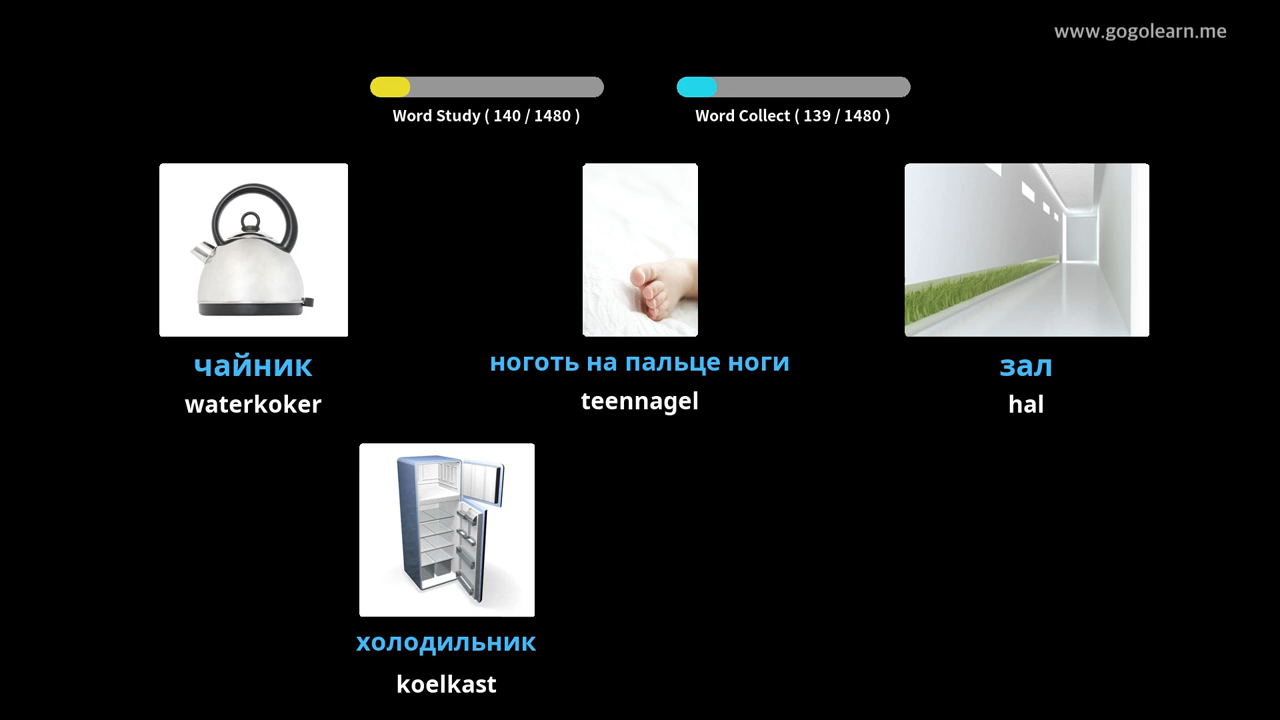 www.gogolearn.me
Word Study ( 140 / 1480 )
Word Collect ( 139 / 1480 )
чайник
waterkoker
ноготь на пальце ноги
teennagel
зал
hal
холодильник
koelkast